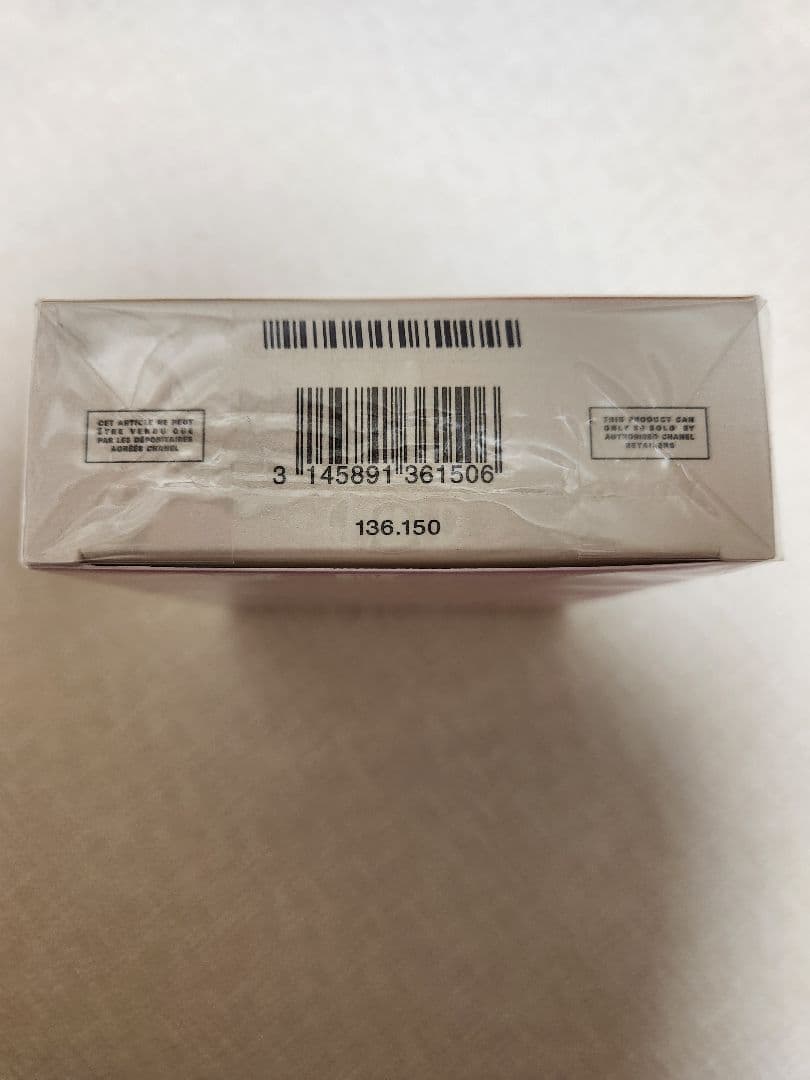 CET ARTICLE NE PEUT
ÊTRE VENDU QUE
PAR LES DÉPOSITAIRES
AGRÉÉS CHANEL
THIS PRODUCT CAN
ONLY BE SOLD BY
AUTHORISED CHANEL
RETAILERS
3 145891 361506
136.150